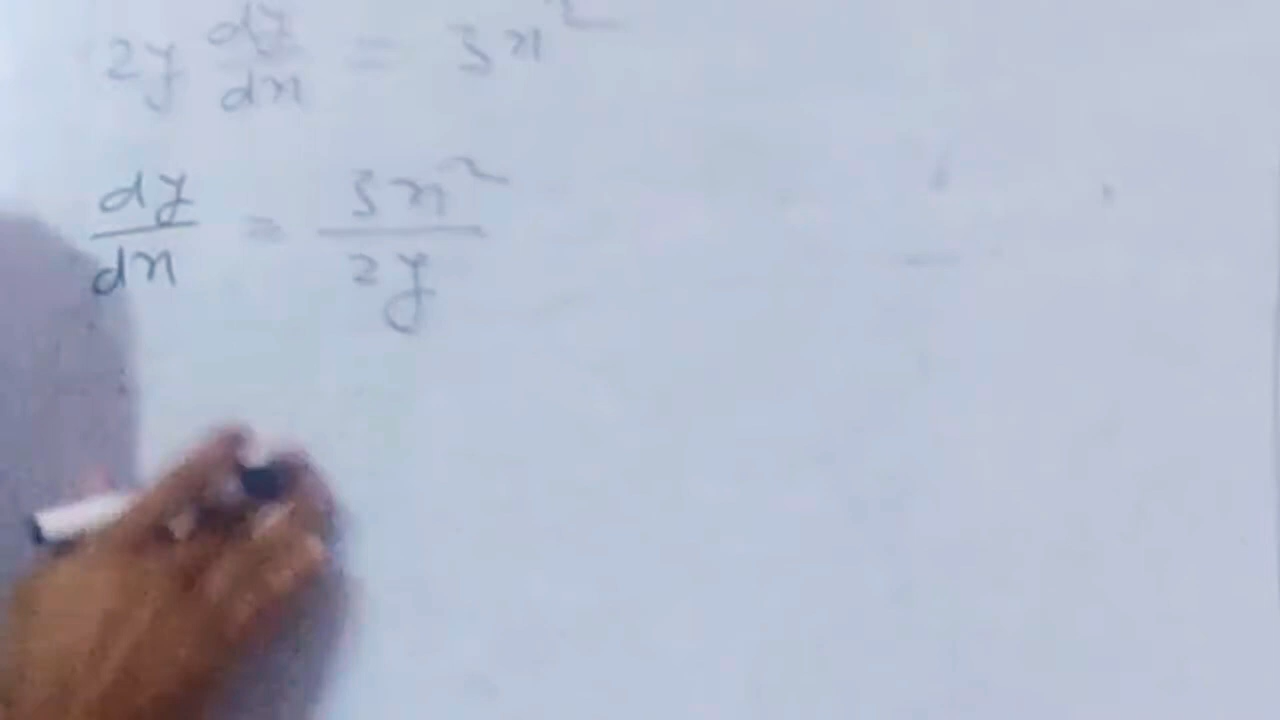 2y dy/dx = 3x²
dy/dx = 3x²/2y